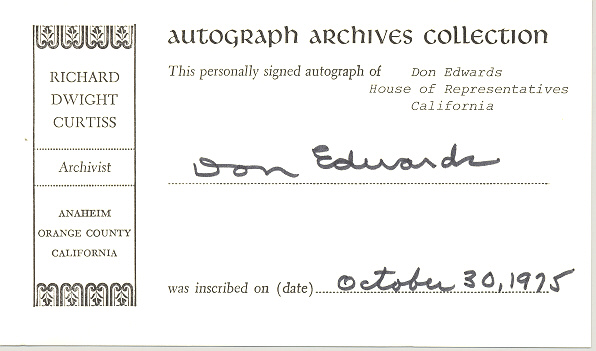 AUTOGRAPH ARCHIVES COLLECTION
RICHARD
DWIGHT
CURTISS
Archivist
ANAHEIM
ORANGE COUNTY
CALIFORNIA
This personally signed autograph of Don Edwards
House of Representatives
California
Don Edwards
was inscribed on (date) October 30, 1975